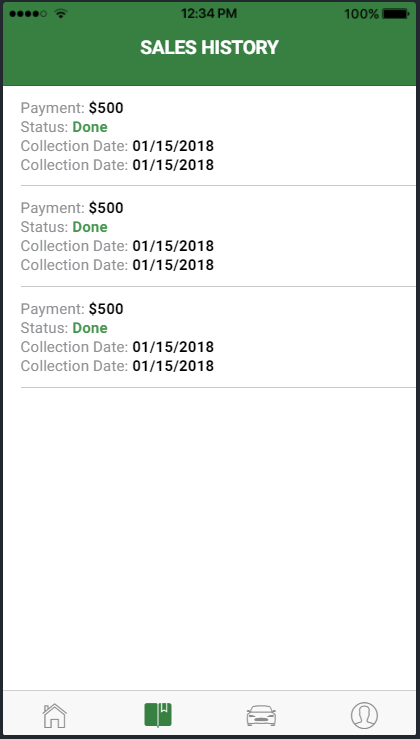 12:34 PM 100%
SALES HISTORY
Payment: $500
Status: Done
Collection Date: 01/15/2018
Collection Date: 01/15/2018
Payment: $500
Status: Done
Collection Date: 01/15/2018
Collection Date: 01/15/2018
Payment: $500
Status: Done
Collection Date: 01/15/2018
Collection Date: 01/15/2018